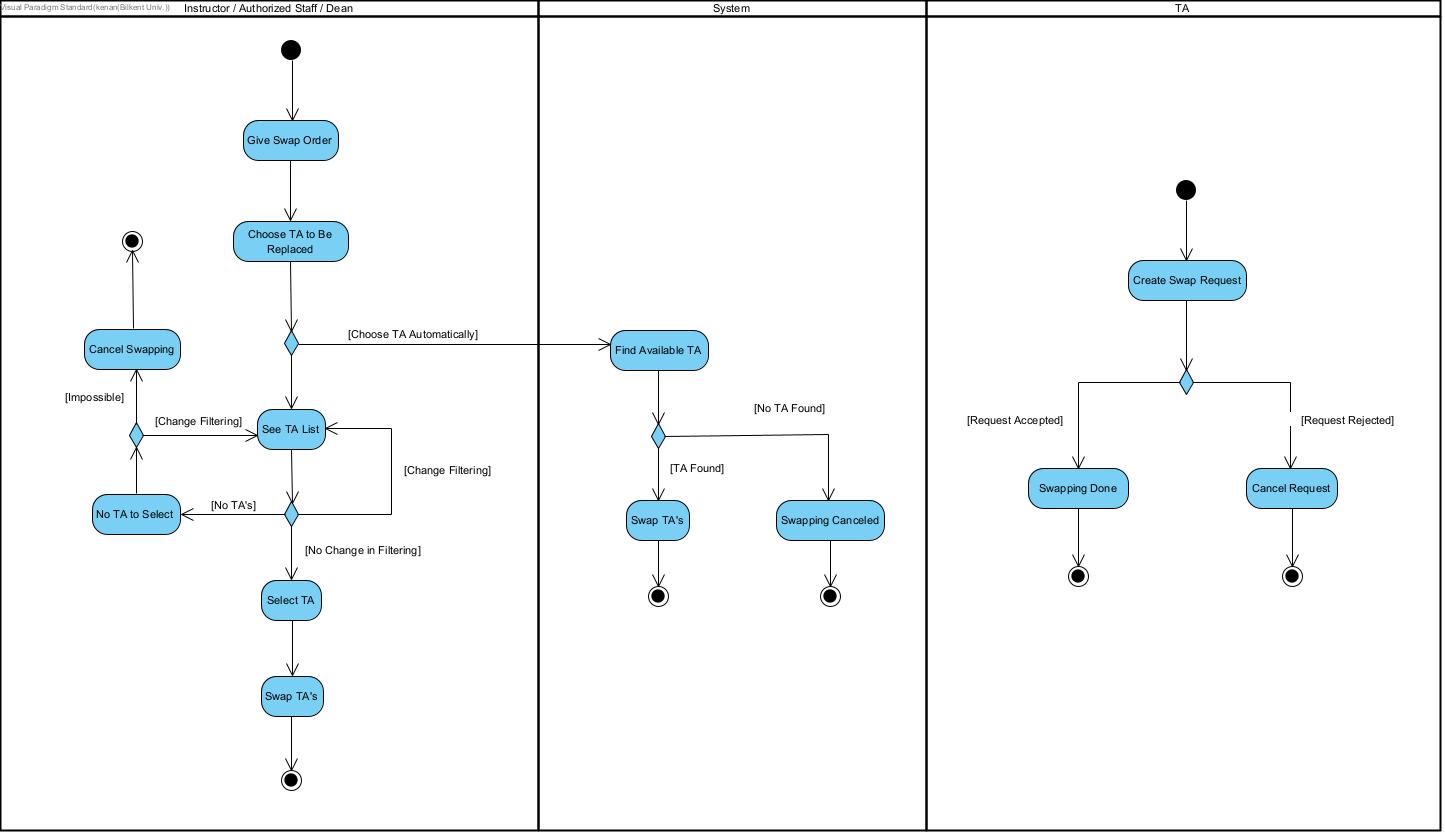 Visual Paradigm Standard(kenan(Bilkent Univ.))
Instructor / Authorized Staff / Dean
System
TA
Give Swap Order
Choose TA to Be
Replaced
[Choose TA Automatically]
Cancel Swapping
[Impossible]
[Change Filtering]
See TA List
[Change Filtering]
No TA to Select
[No TA's]
[No Change in Filtering]
Select TA
Swap TA's
Find Available TA
[No TA Found]
[TA Found]
Swap TA's
Swapping Canceled
Create Swap Request
[Request Accepted]
[Request Rejected]
Swapping Done
Cancel Request